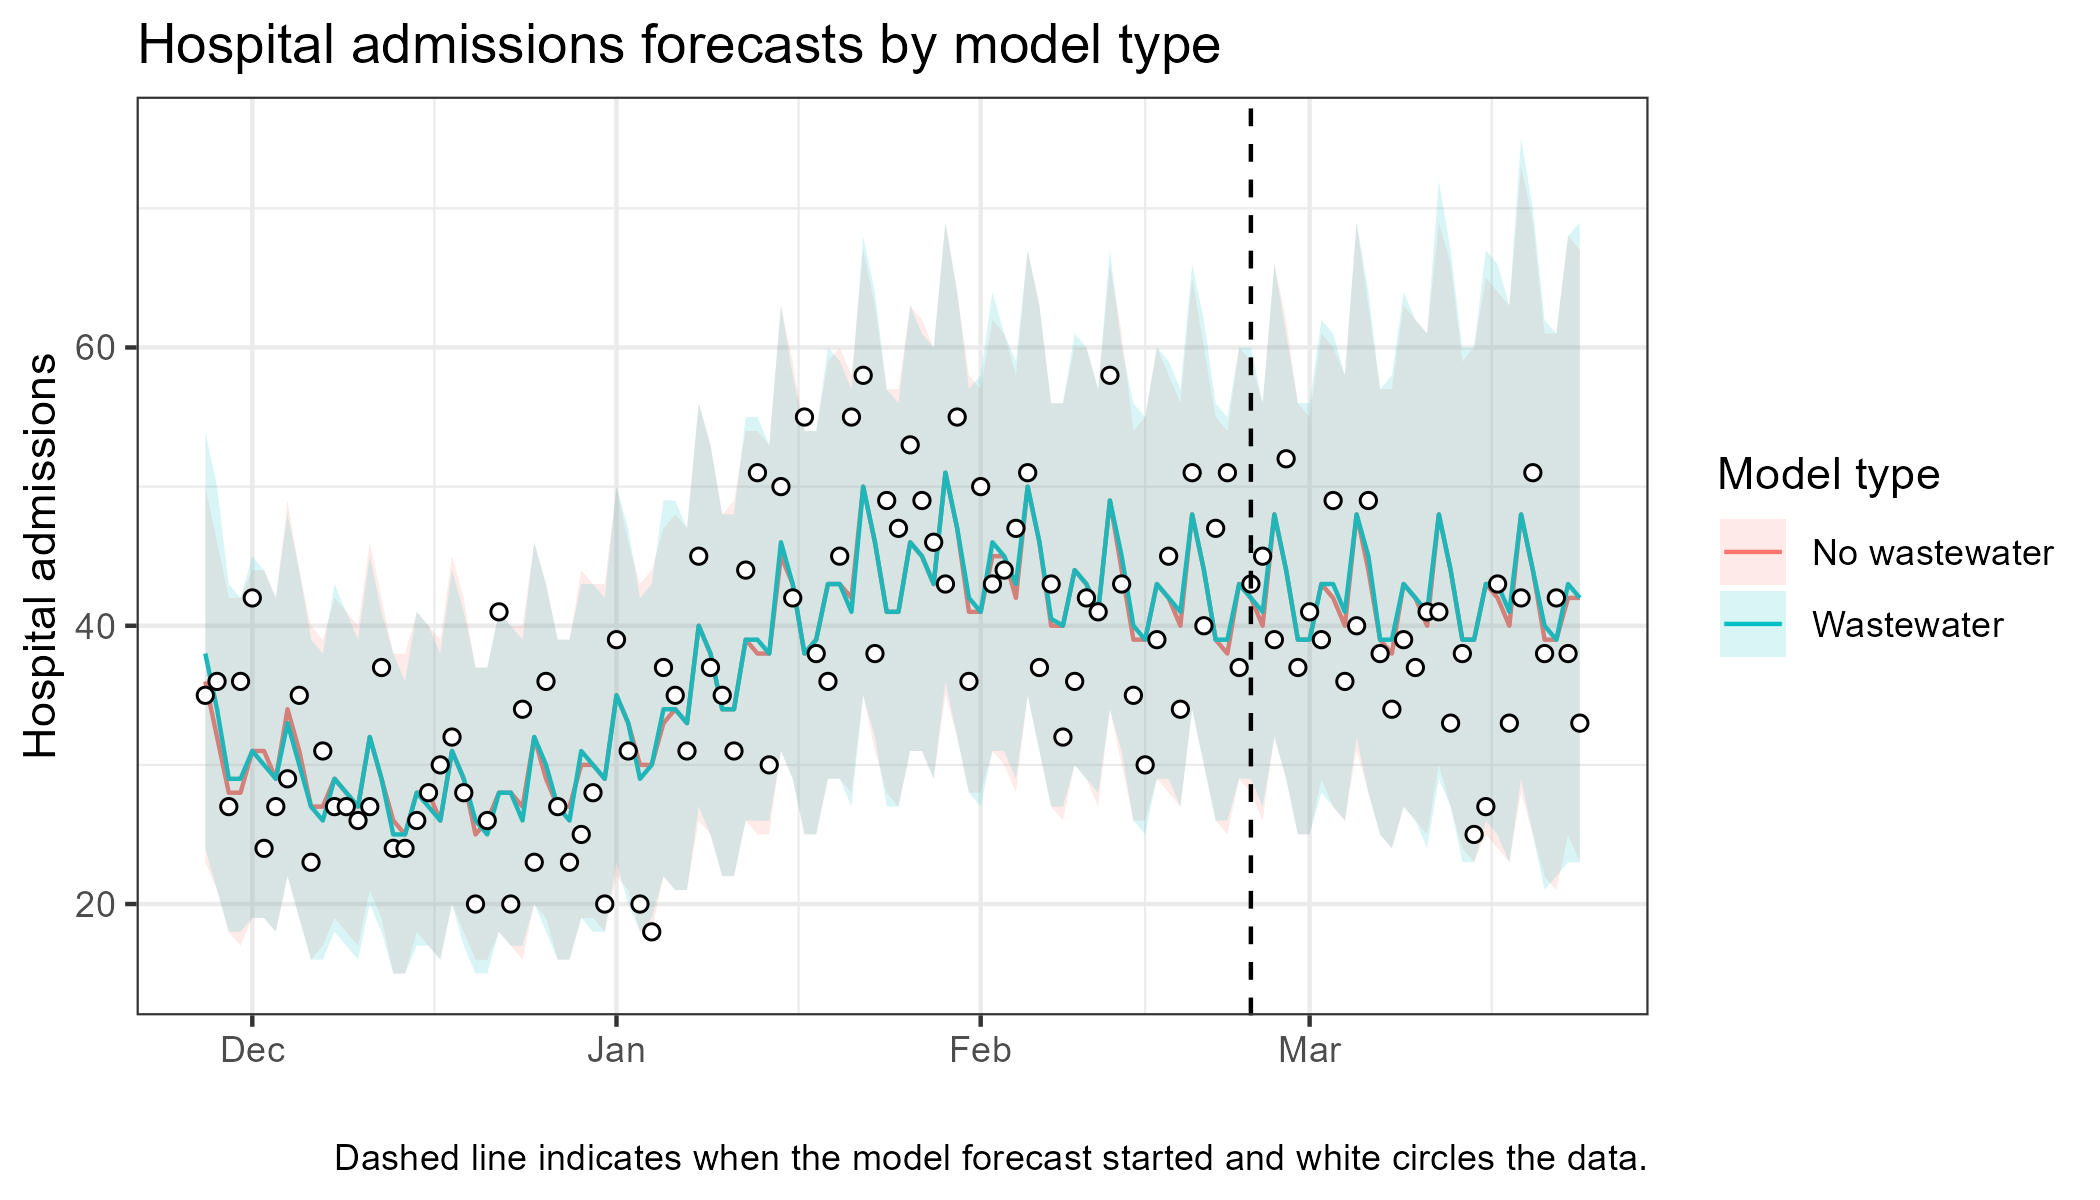 Hospital admissions forecasts by model type
Hospital admissions
60
40
20
Dec
Jan
Feb
Mar
Model type
No wastewater
Wastewater
Dashed line indicates when the model forecast started and white circles the data.